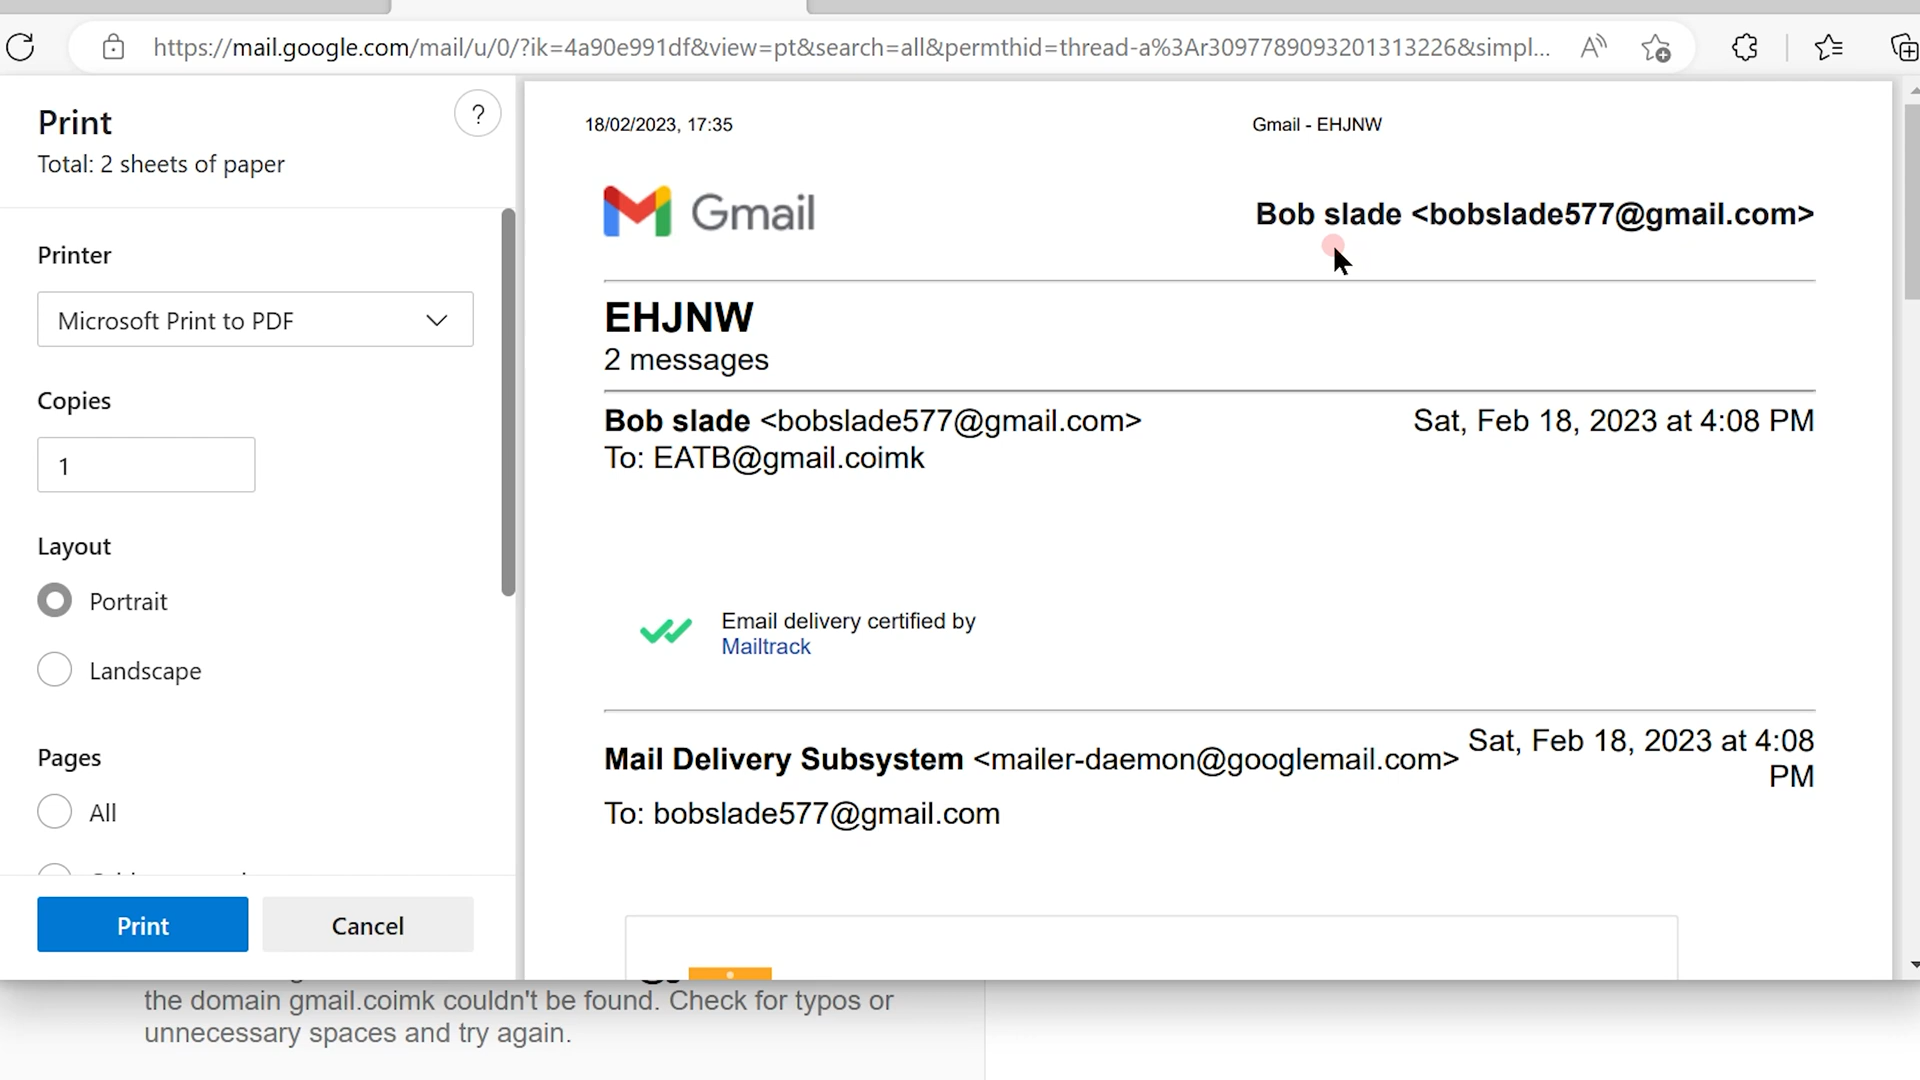 https://mail.google.com/mail/u/0/?ik=4a90e991df&view=pt&search=all&permthid=thread-a%3Ar3097789093201313226&simpl...
Print
?
Total: 2 sheets of paper
Printer
Microsoft Print to PDF
Copies
1
Layout
Portrait
Landscape
Pages
All
Print
Cancel
18/02/2023, 17:35
Gmail - EHJNW
Gmail
Bob slade <bobslade577@gmail.com>
EHJNW
2 messages
Bob slade <bobslade577@gmail.com>
Sat, Feb 18, 2023 at 4:08 PM
To: EATB@gmail.coimk
Email delivery certified by
Mailtrack
Mail Delivery Subsystem <mailer-daemon@googlemail.com>
Sat, Feb 18, 2023 at 4:08
PM
To: bobslade577@gmail.com
the domain gmail.coimk couldn't be found. Check for typos or
unnecessary spaces and try again.